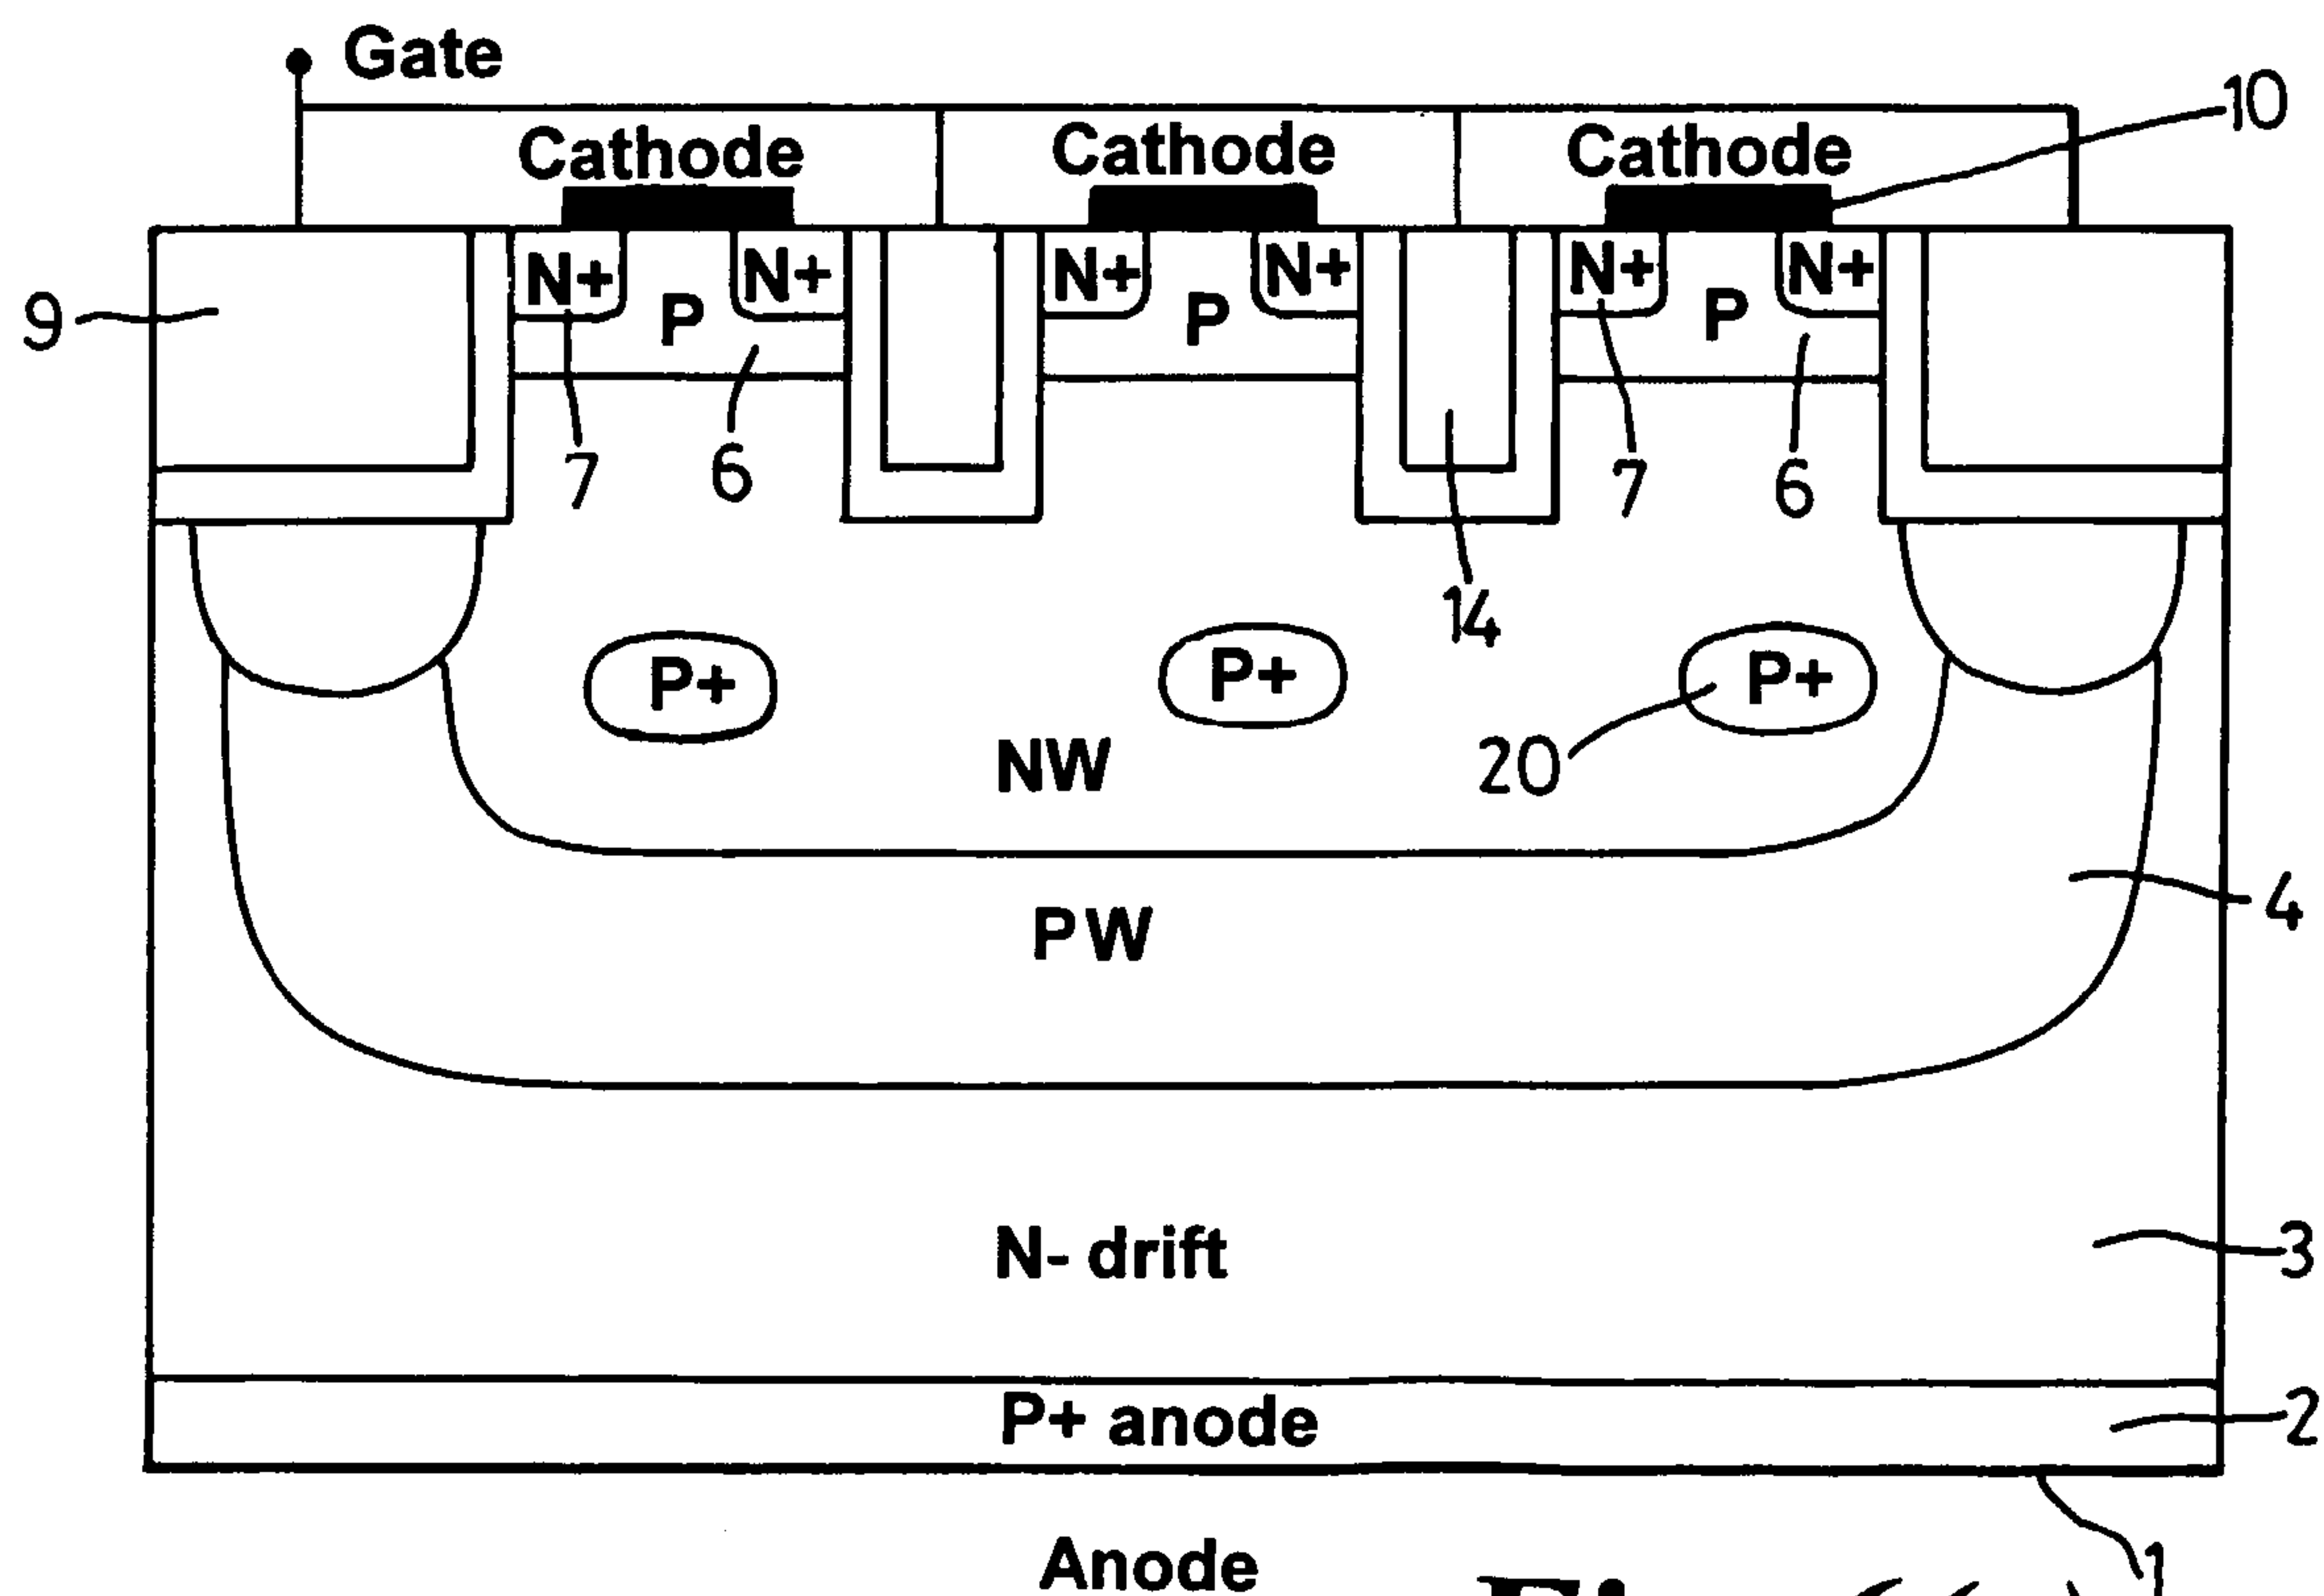 Gate
10
Cathode Cathode Cathode
N+ N+ N+ N+ N+ N+
9 P P P
7 6 7 6
14
P+ P+ P+
NW 20
PW 4
N- drift 3
P+ anode 2
Anode 1